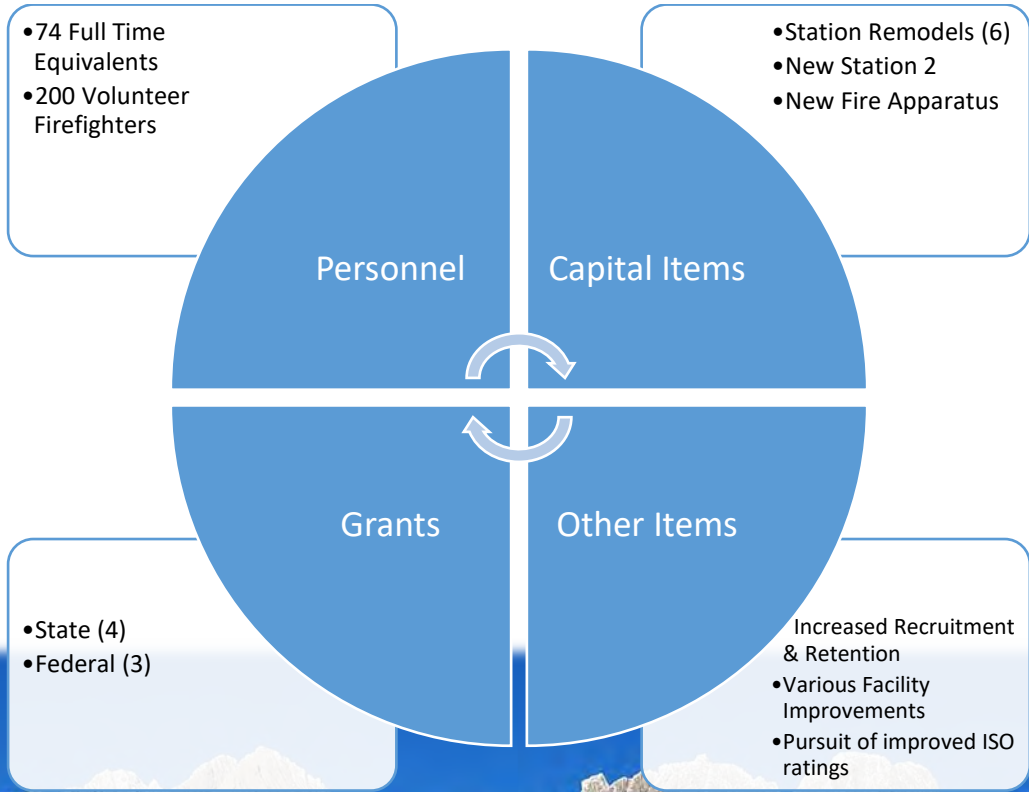 •74 Full Time
Equivalents
•200 Volunteer
Firefighters
•Station Remodels (6)
•New Station 2
•New Fire Apparatus
Personnel
Capital Items
Grants
Other Items
•State (4)
•Federal (3)
Increased Recruitment
& Retention
•Various Facility
Improvements
•Pursuit of improved ISO
ratings